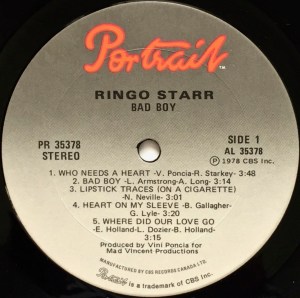 Portrait™
RINGO STARR
BAD BOY
PR 35378
STEREO
SIDE 1
AL 35378
Ⓟ 1978 CBS Inc.
1. WHO NEEDS A HEART -V. Poncia-R. Starkey- 3:48
2. BAD BOY -L. Armstrong-A. Long- 3:14
3. LIPSTICK TRACES (ON A CIGARETTE)
-N. Neville- 3:01
4. HEART ON MY SLEEVE -B. Gallagher-
G. Lyle- 3:20
5. WHERE DID OUR LOVE GO
-E. Holland-L. Dozier-B. Holland-
3:15
Produced by Vini Poncia for
Mad Vincent Productions
MANUFACTURED BY CBS RECORDS CANADA LTD.
Portrait is a trademark of CBS Inc.